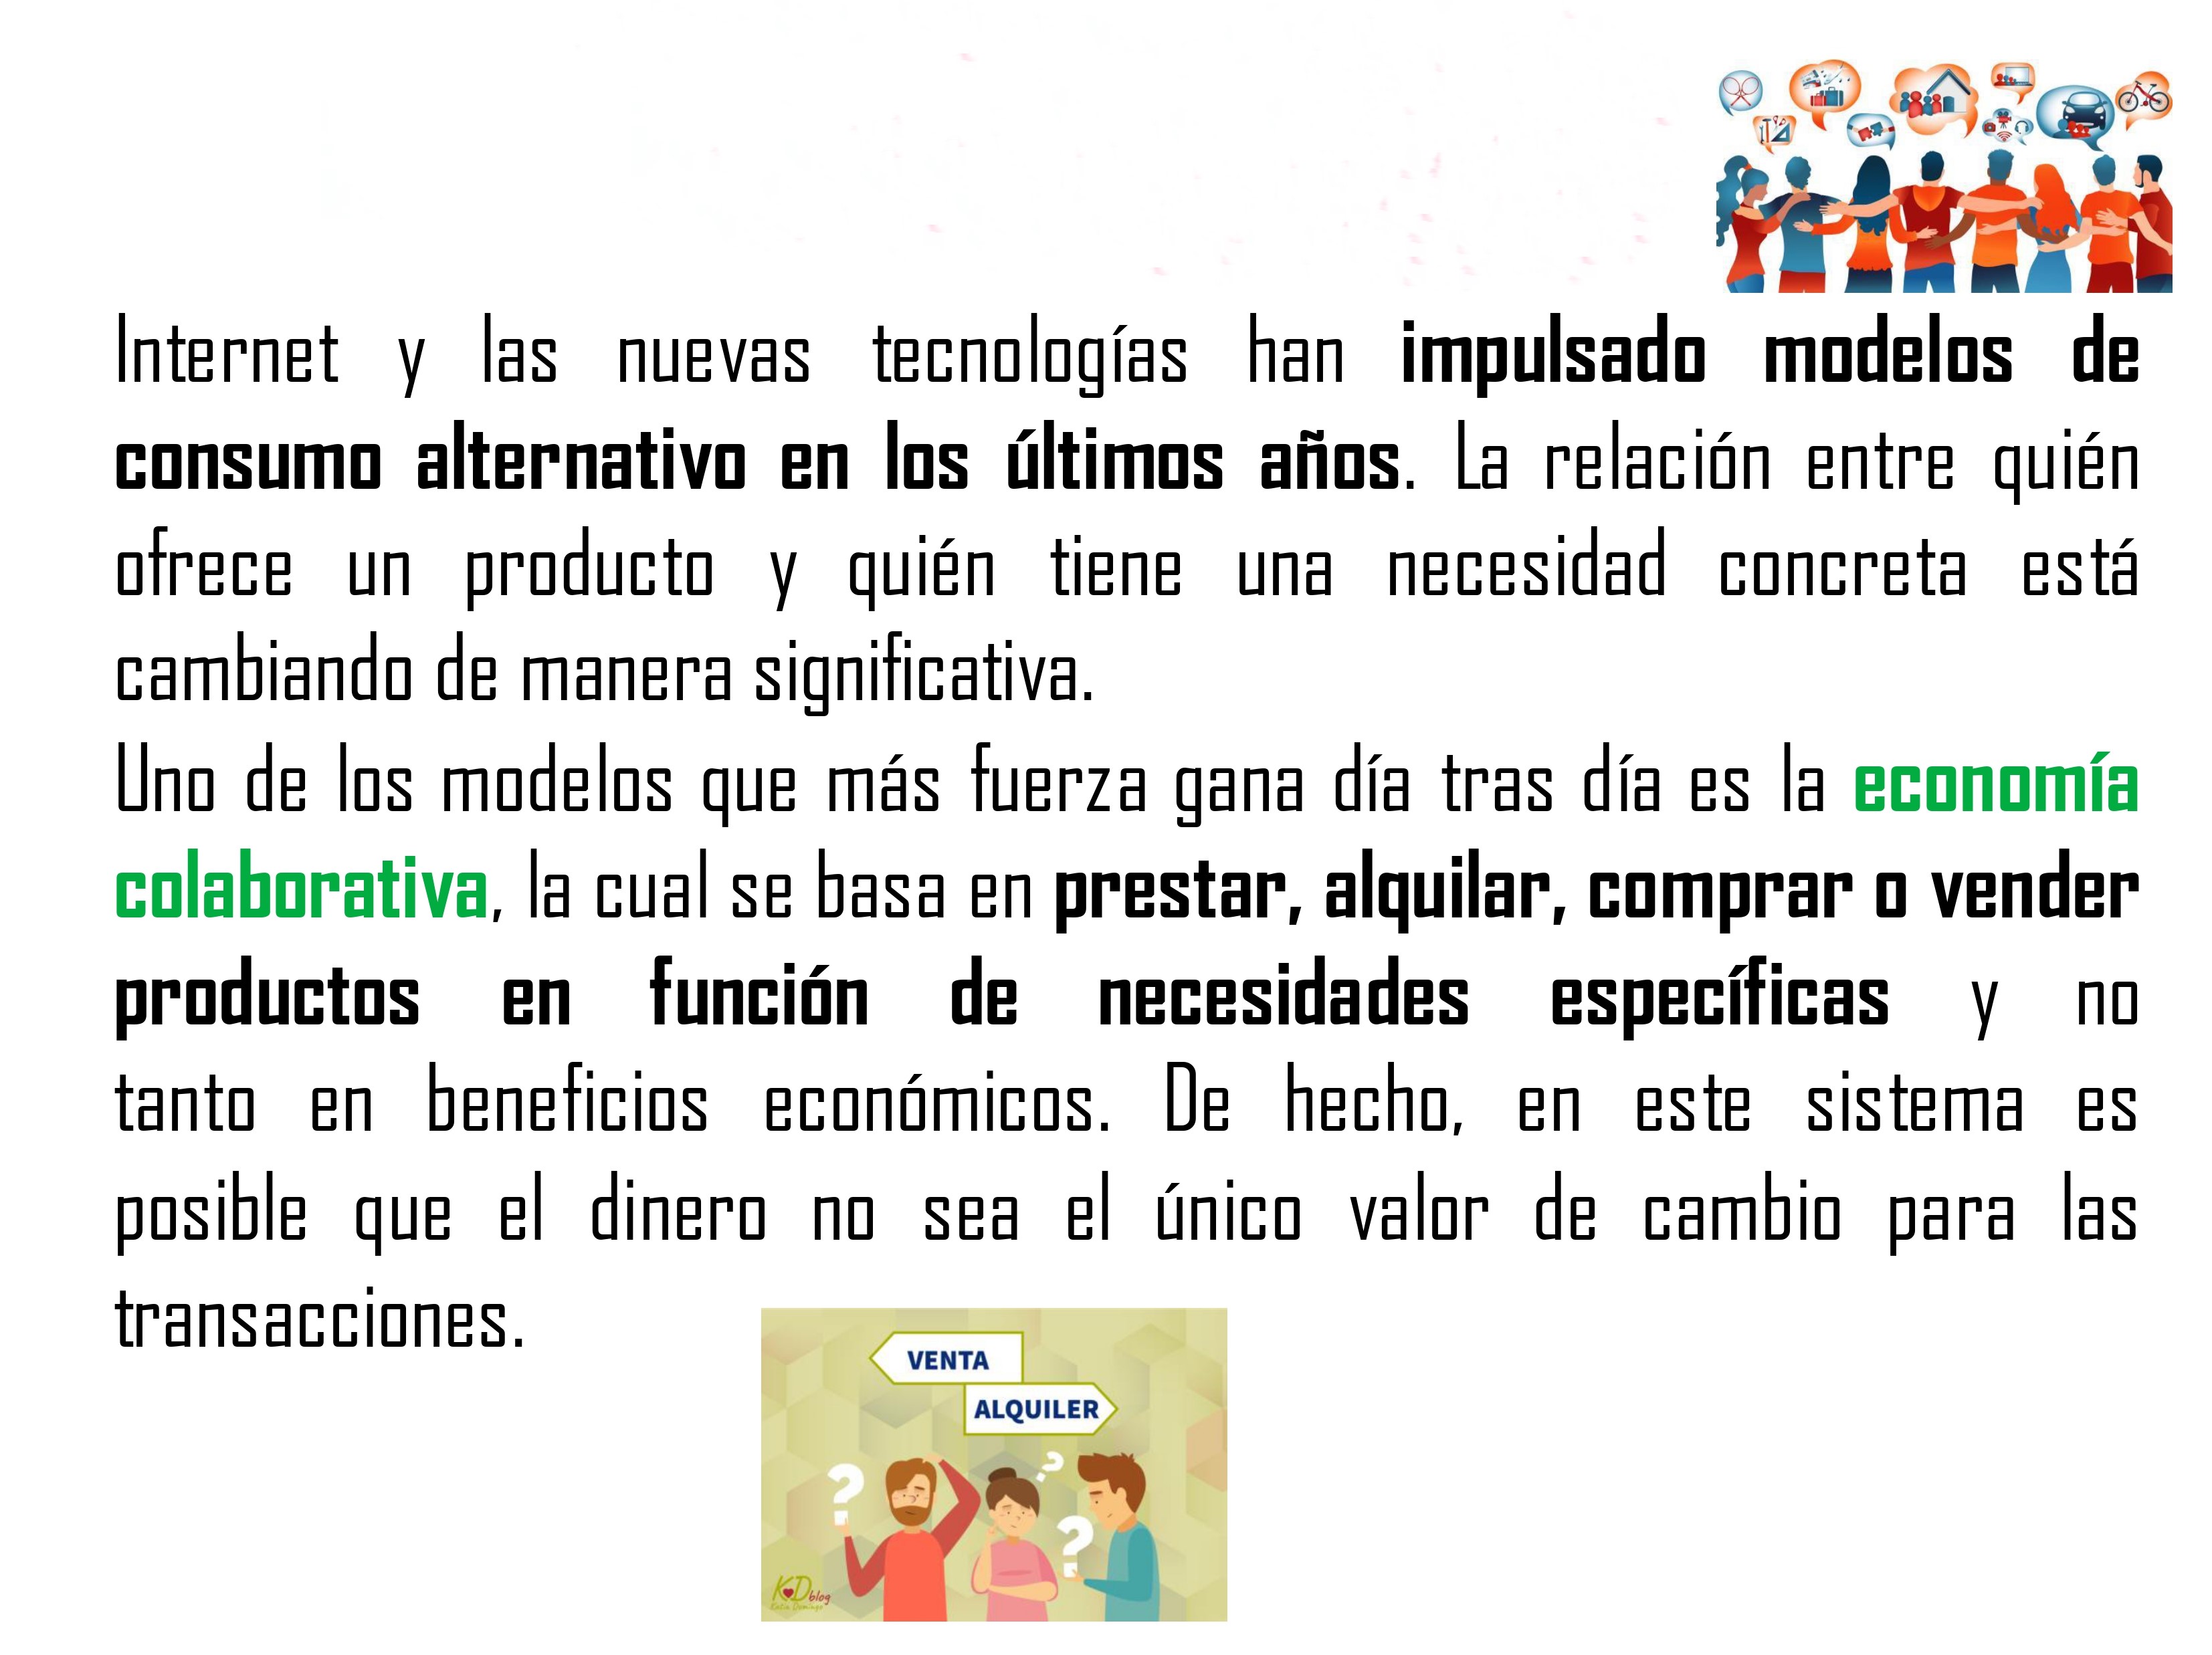 Internet y las nuevas tecnologías han impulsado modelos de
consumo alternativo en los últimos años. La relación entre quién
ofrece un producto y quién tiene una necesidad concreta está
cambiando de manera significativa.
Uno de los modelos que más fuerza gana día tras día es la economía
colaborativa, la cual se basa en prestar, alquilar, comprar o vender
productos en función de necesidades específicas y no
tanto en beneficios económicos. De hecho, en este sistema es
posible que el dinero no sea el único valor de cambio para las
transacciones.
VENTA
ALQUILER
? ? ?
KD blog
Katia Domingo